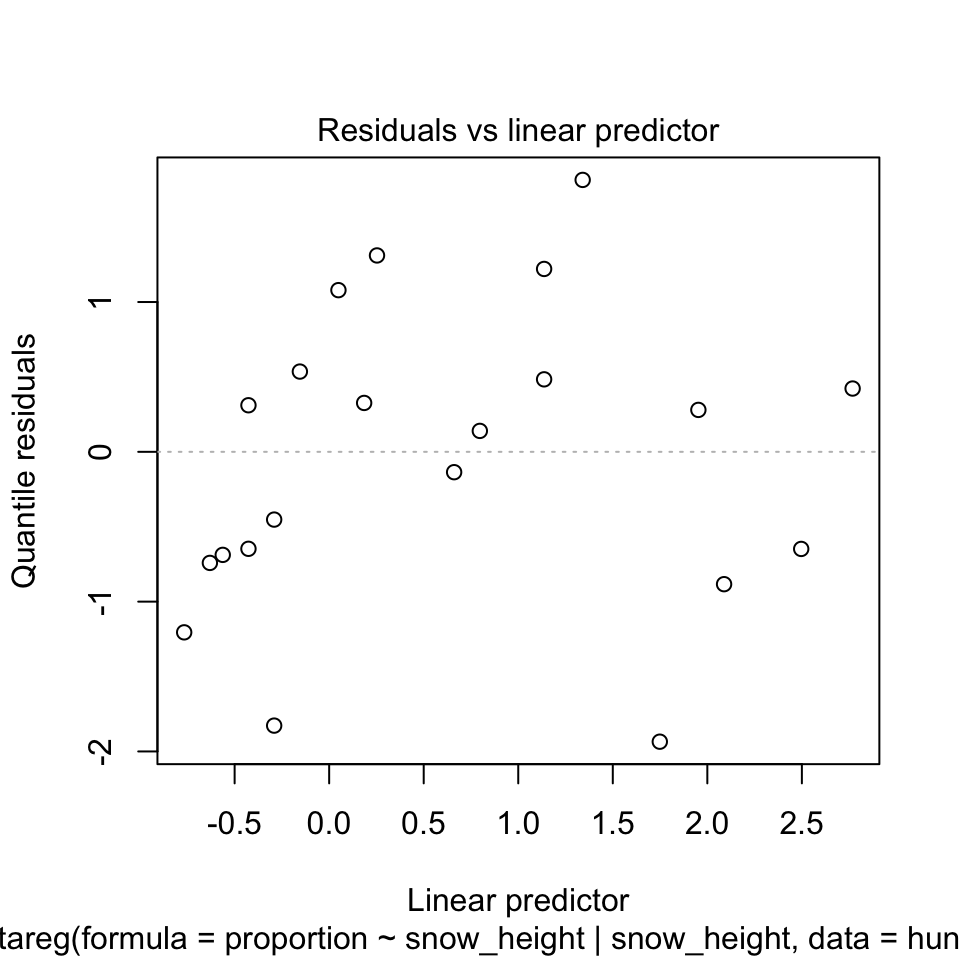 Residuals vs linear predictor
Quantile residuals
1
0
-1
-2
-0.5 0.0 0.5 1.0 1.5 2.0 2.5
Linear predictor
tareg(formula = proportion ~ snow_height | snow_height, data = hun